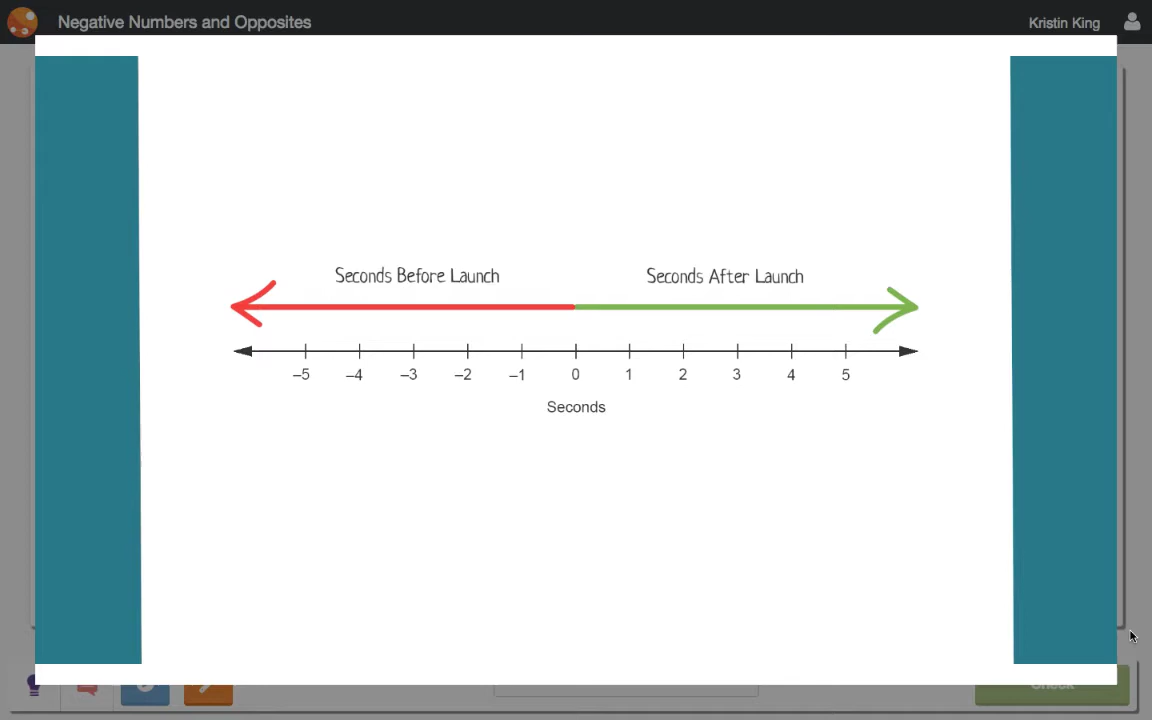 Negative Numbers and Opposites
Kristin King
Seconds Before Launch
Seconds After Launch
–5 –4 –3 –2 –1 0 1 2 3 4 5
Seconds
Check